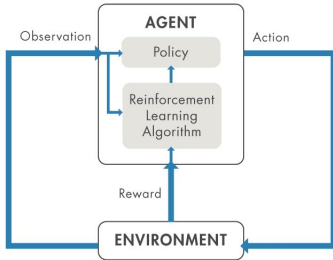 AGENT
Observation
Action
Policy
Reinforcement
Learning
Algorithm
Reward
ENVIRONMENT